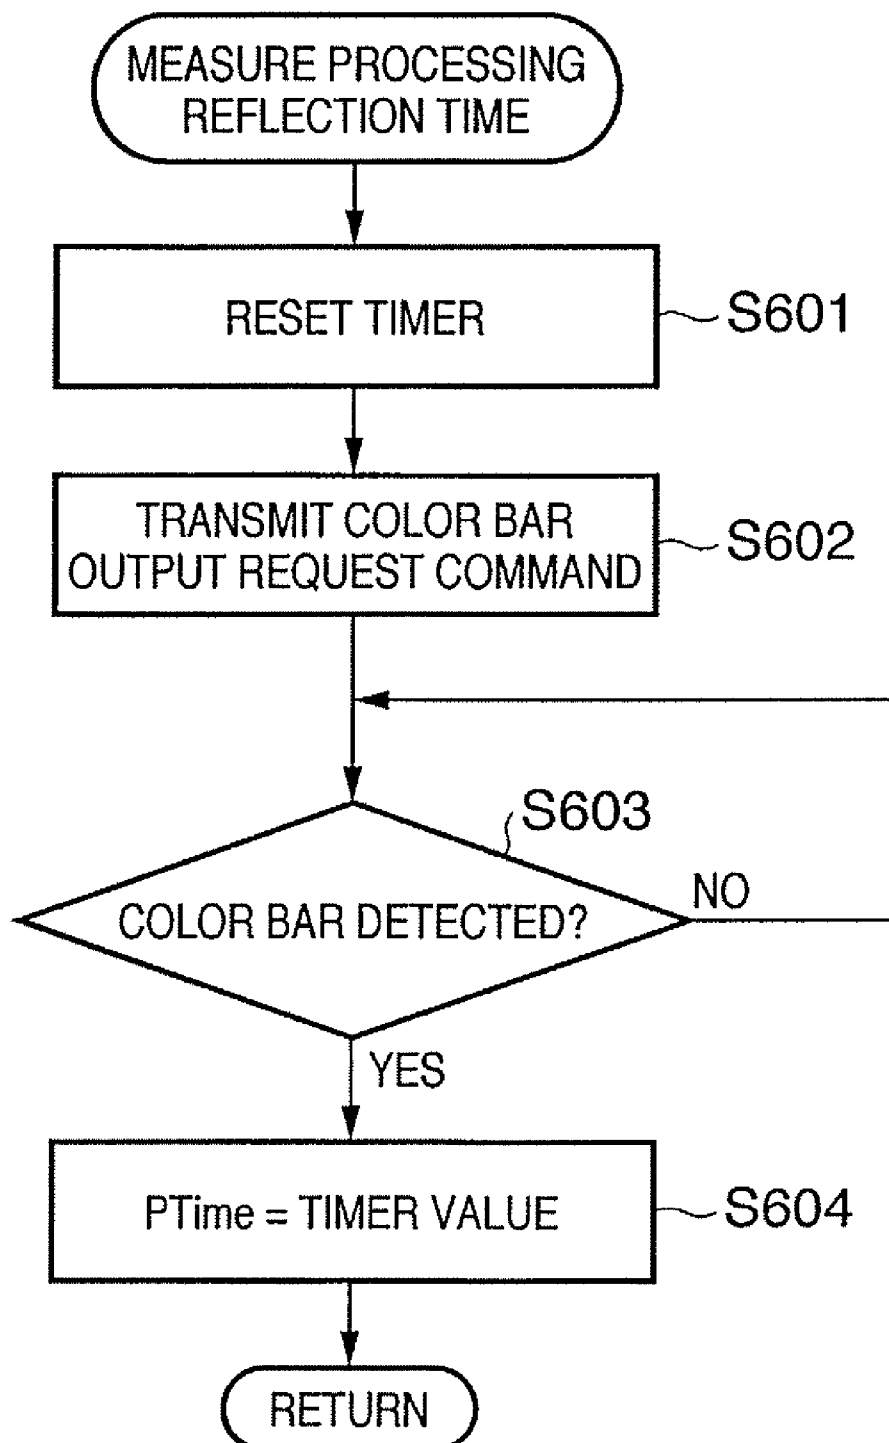 MEASURE PROCESSING
REFLECTION TIME
RESET TIMER
S601
TRANSMIT COLOR BAR
OUTPUT REQUEST COMMAND
S602
S603
COLOR BAR DETECTED?
NO
YES
PTime = TIMER VALUE
S604
RETURN